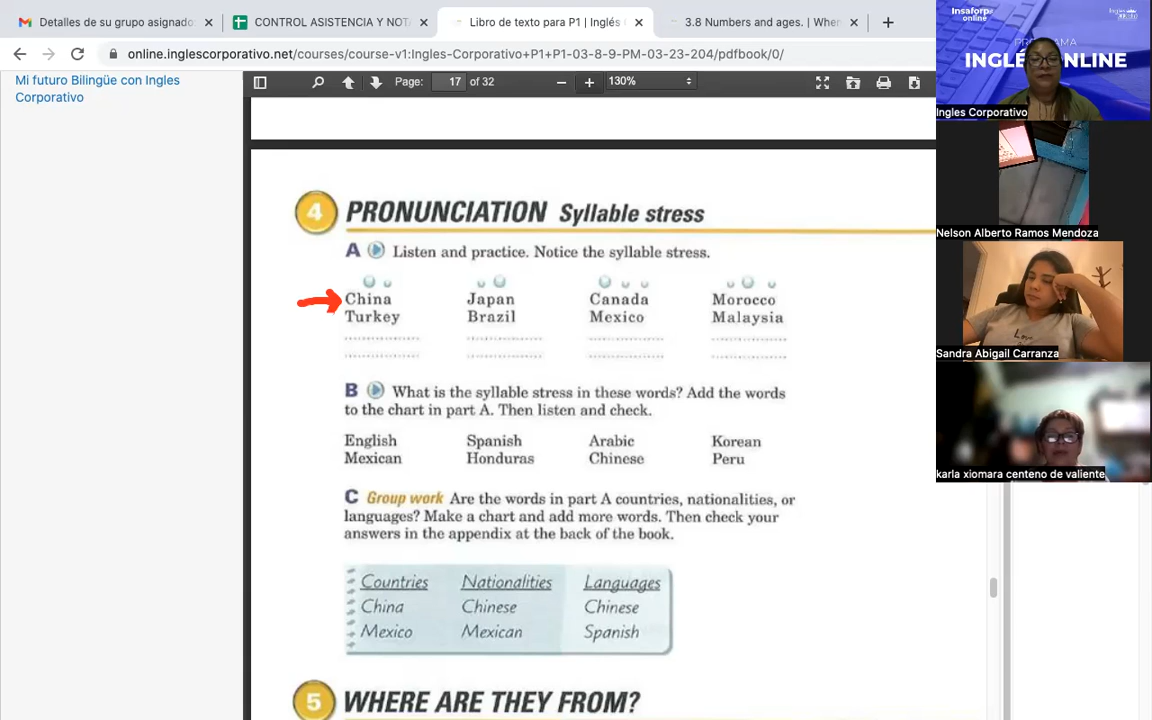 Detalles de su grupo asignado
CONTROL ASISTENCIA Y NOTA
Libro de texto para P1 | Inglés
3.8 Numbers and ages. | When
online.inglescorporativo.net/courses/course-v1:Ingles-Corporativo+P1+P1-03-8-9-PM-03-23-204/pdfbook/0/
Mi futuro Bilingüe con Ingles
Corporativo
Page: 17 of 32
130%
4 PRONUNCIATION Syllable stress
A Listen and practice. Notice the syllable stress.
China Japan Canada Morocco
Turkey Brazil Mexico Malaysia
B What is the syllable stress in these words? Add the words
to the chart in part A. Then listen and check.
English Spanish Arabic Korean
Mexican Honduras Chinese Peru
C Group work Are the words in part A countries, nationalities, or
languages? Make a chart and add more words. Then check your
answers in the appendix at the back of the book.
Countries Nationalities Languages
China Chinese Chinese
Mexico Mexican Spanish
5 WHERE ARE THEY FROM?
Insaforp
online
PROGRAMA
INGLÉS ONLINE
Ingles Corporativo
Nelson Alberto Ramos Mendoza
Sandra Abigail Carranza
karla xiomara centeno de valiente